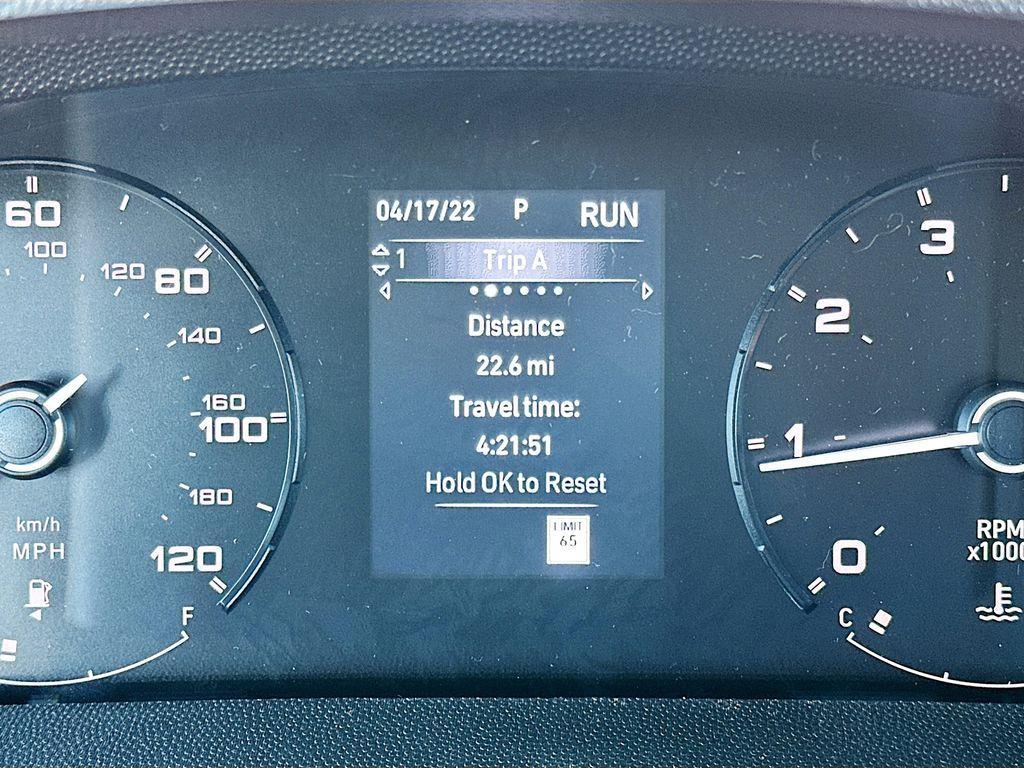 60
100
120
80
140
160
100
180
km/h
MPH
120
F
04/17/22 P RUN
1 Trip A
Distance
22.6 mi
Travel time:
4:21:51
Hold OK to Reset
LIMIT
65
3
2
1
0
RPM
x1000
C